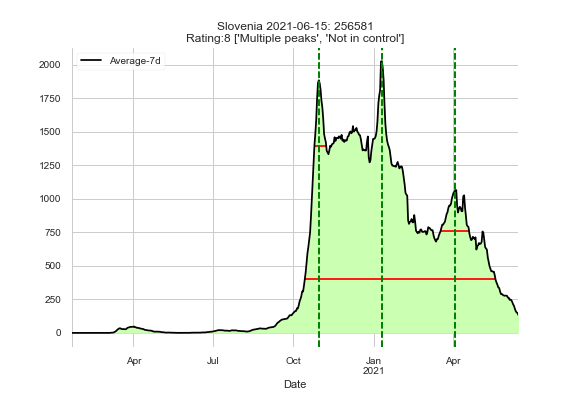 Slovenia 2021-06-15: 256581
Rating:8 ['Multiple peaks', 'Not in control']
Average-7d
2000
1750
1500
1250
1000
750
500
250
0
Apr Jul Oct Jan Apr
2021
Date